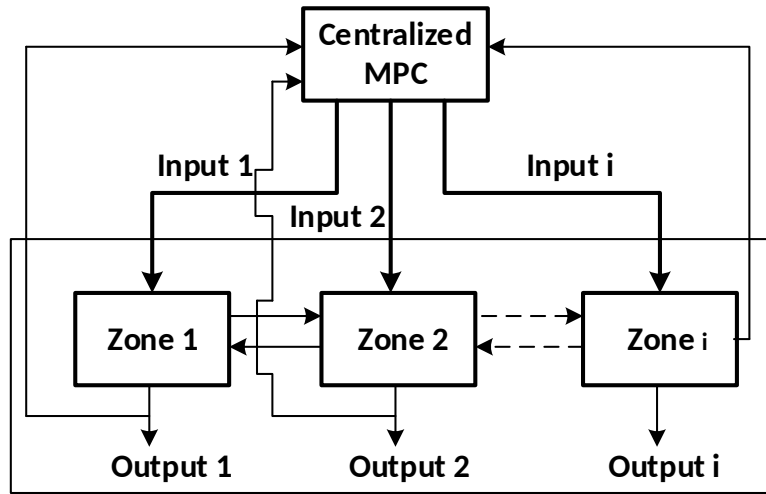 Centralized
MPC
Input 1
Input i
Input 2
Zone 1
Zone 2
Zone i
Output 1
Output 2
Output i